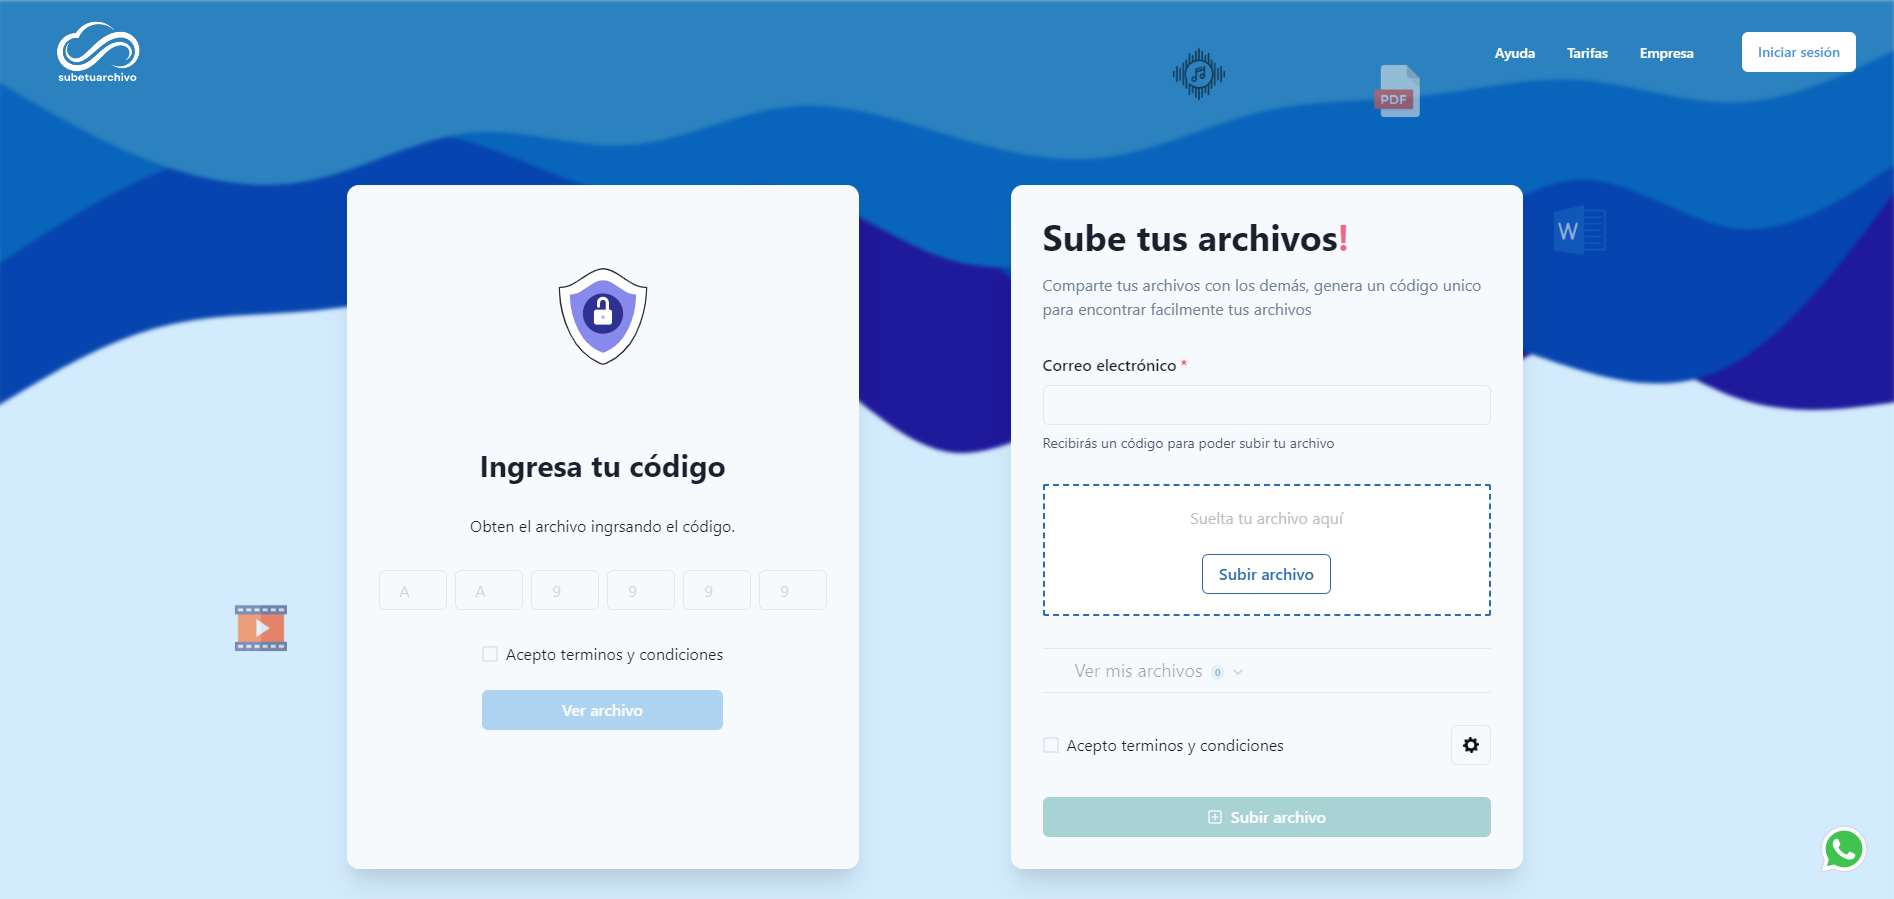 subetuarchivo
Ayuda
Tarifas
Empresa
Iniciar sesión
PDF
W
Ingresa tu código
Obten el archivo ingrsando el código.
A A 9 9 9 9
Acepto terminos y condiciones
Ver archivo
Sube tus archivos!
Comparte tus archivos con los demás, genera un código unico
para encontrar facilmente tus archivos
Correo electrónico *
Recibirás un código para poder subir tu archivo
Suelta tu archivo aquí
Subir archivo
Ver mis archivos 0
Acepto terminos y condiciones
Subir archivo